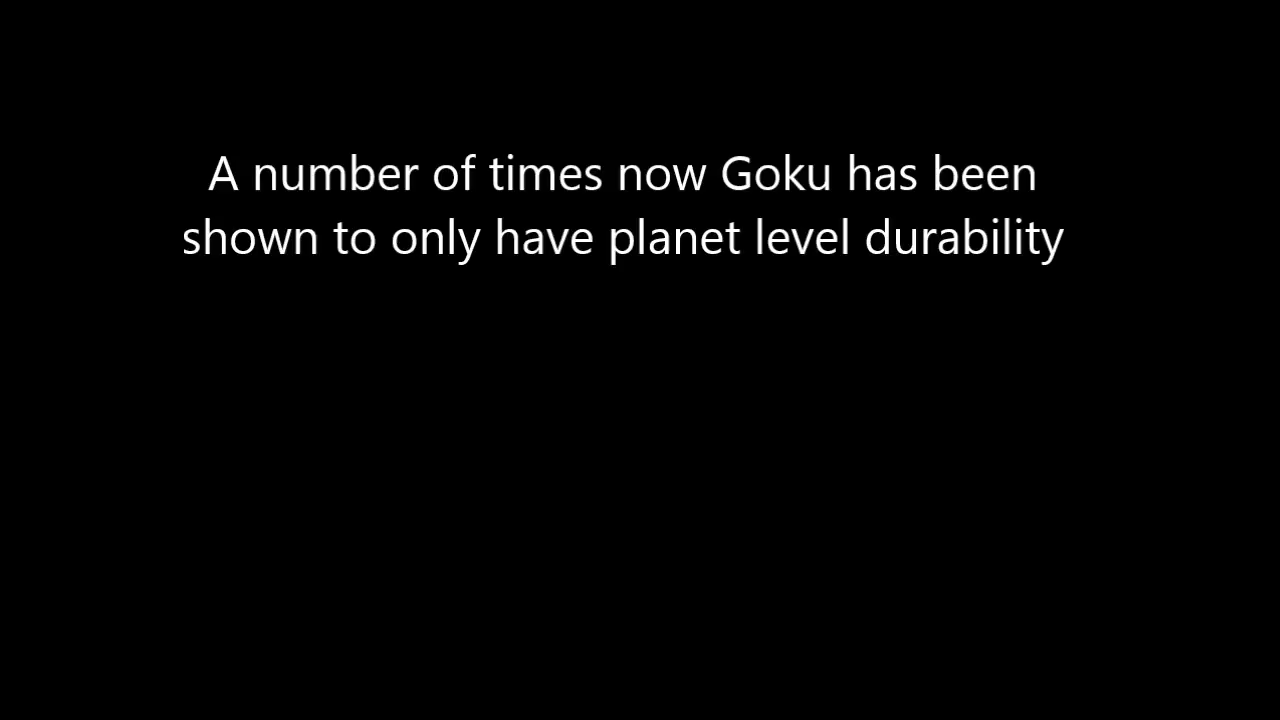 A number of times now Goku has been
shown to only have planet level durability